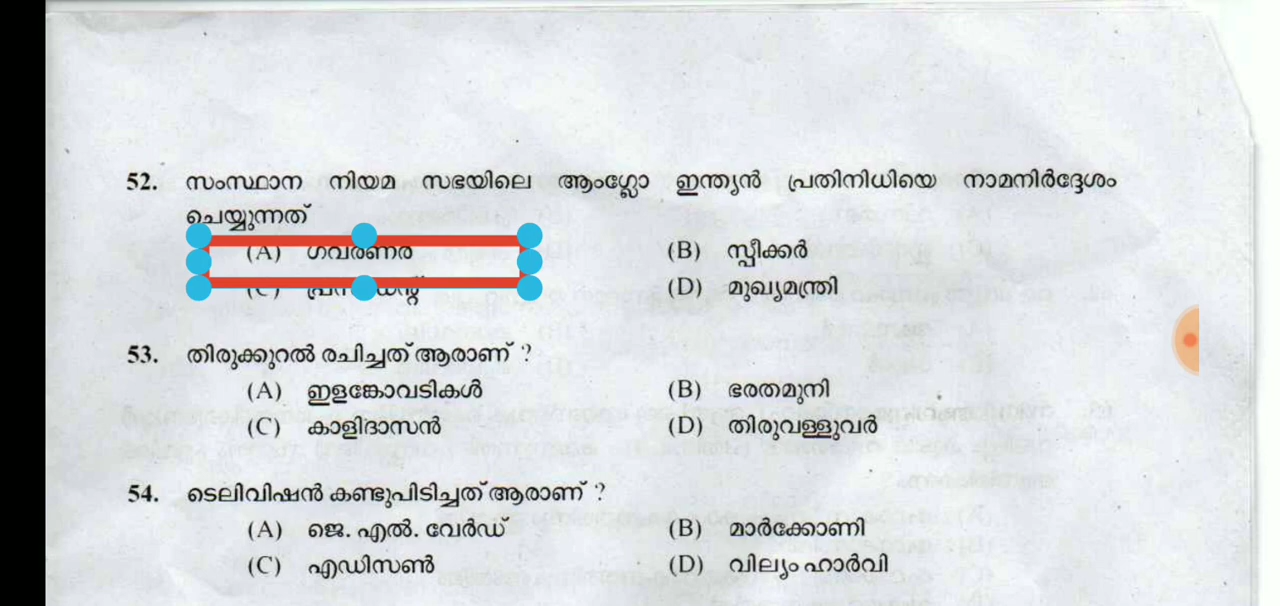 52. സംസ്ഥാന നിയമ സഭയിലെ ആംഗ്ലോ ഇന്ത്യൻ പ്രതിനിധിയെ നാമനിർദ്ദേശം
ചെയ്യുന്നത്
(A) ഗവർണർ (B) സ്പീക്കർ
(C) (D) മുഖ്യമന്ത്രി
53. തിരുക്കുറൽ രചിച്ചത് ആരാണ് ?
(A) ഇളങ്കോവടികൾ (B) ഭരതമുനി
(C) കാളിദാസൻ (D) തിരുവള്ളുവർ
54. ടെലിവിഷൻ കണ്ടുപിടിച്ചത് ആരാണ് ?
(A) ജെ. എൽ. വേർഡ് (B) മാർക്കോണി
(C) എഡിസൺ (D) വില്യം ഹാർവി